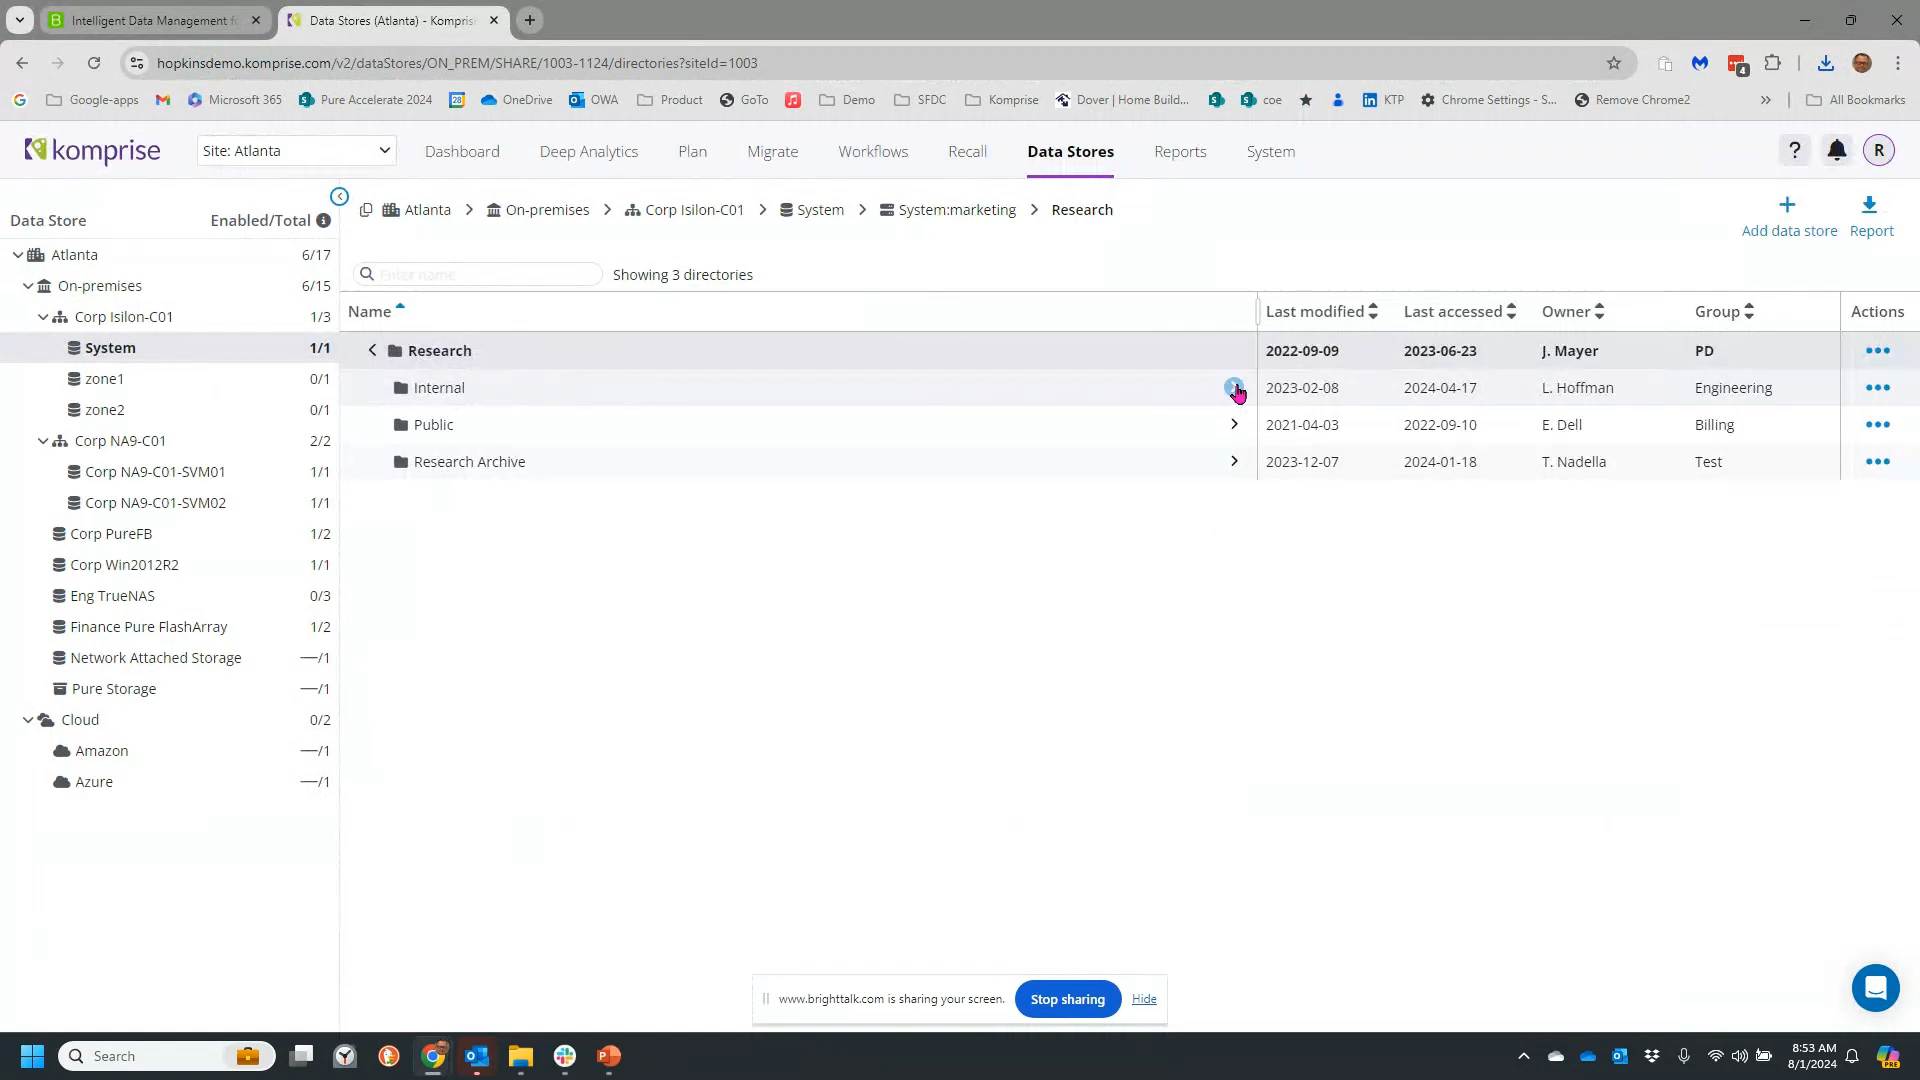 Intelligent Data Management f
Data Stores (Atlanta) - Kompris
hopkinsdemo.komprise.com/v2/dataStores/ON_PREM/SHARE/1003-1124/directories?siteId=1003
4
Google-apps
Microsoft 365
Pure Accelerate 2024
28
OneDrive
OWA
Product
GoTo
Demo
SFDC
Komprise
Dover | Home Build...
coe
KTP
Chrome Settings - S...
Remove Chrome2
All Bookmarks
komprise
Site: Atlanta
Dashboard
Deep Analytics
Plan
Migrate
Workflows
Recall
Data Stores
Reports
System
?
R
Data Store Enabled/Total
Atlanta 6/17
On-premises 6/15
Corp Isilon-C01 1/3
System 1/1
zone1 0/1
zone2 0/1
Corp NA9-C01 2/2
Corp NA9-C01-SVM01 1/1
Corp NA9-C01-SVM02 1/1
Corp PureFB 1/2
Corp Win2012R2 1/1
Eng TrueNAS 0/3
Finance Pure FlashArray 1/2
Network Attached Storage —/1
Pure Storage —/1
Cloud 0/2
Amazon —/1
Azure —/1
Atlanta > On-premises > Corp Isilon-C01 > System > System:marketing > Research
Add data store
Report
Enter name
Showing 3 directories
Name Last modified Last accessed Owner Group Actions
Research 2022-09-09 2023-06-23 J. Mayer PD
Internal 2023-02-08 2024-04-17 L. Hoffman Engineering
Public 2021-04-03 2022-09-10 E. Dell Billing
Research Archive 2023-12-07 2024-01-18 T. Nadella Test
www.brighttalk.com is sharing your screen. Stop sharing Hide
Search
8:53 AM
8/1/2024
PRE